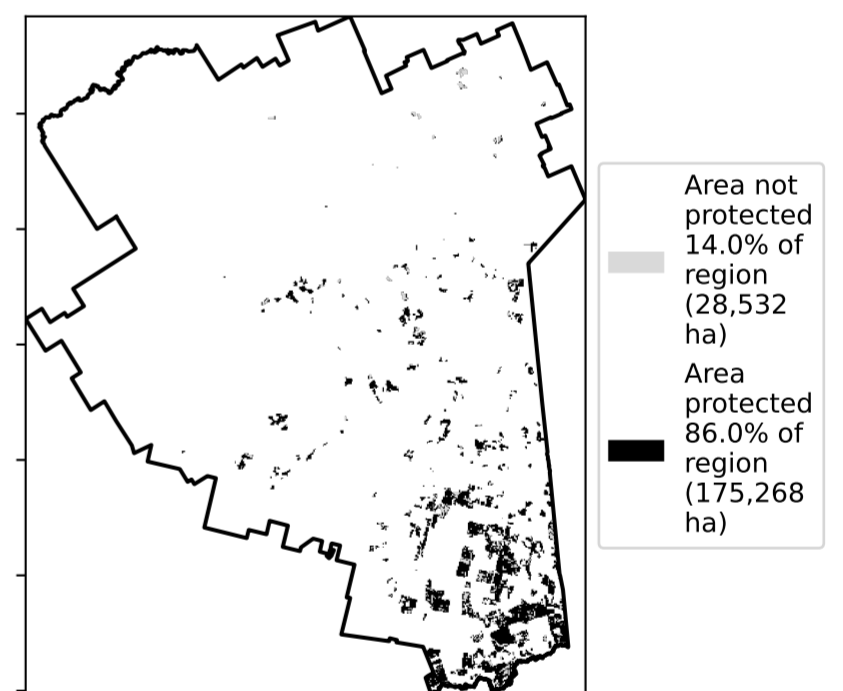 Area not
protected
14.0% of
region
(28,532
ha)
Area
protected
86.0% of
region
(175,268
ha)